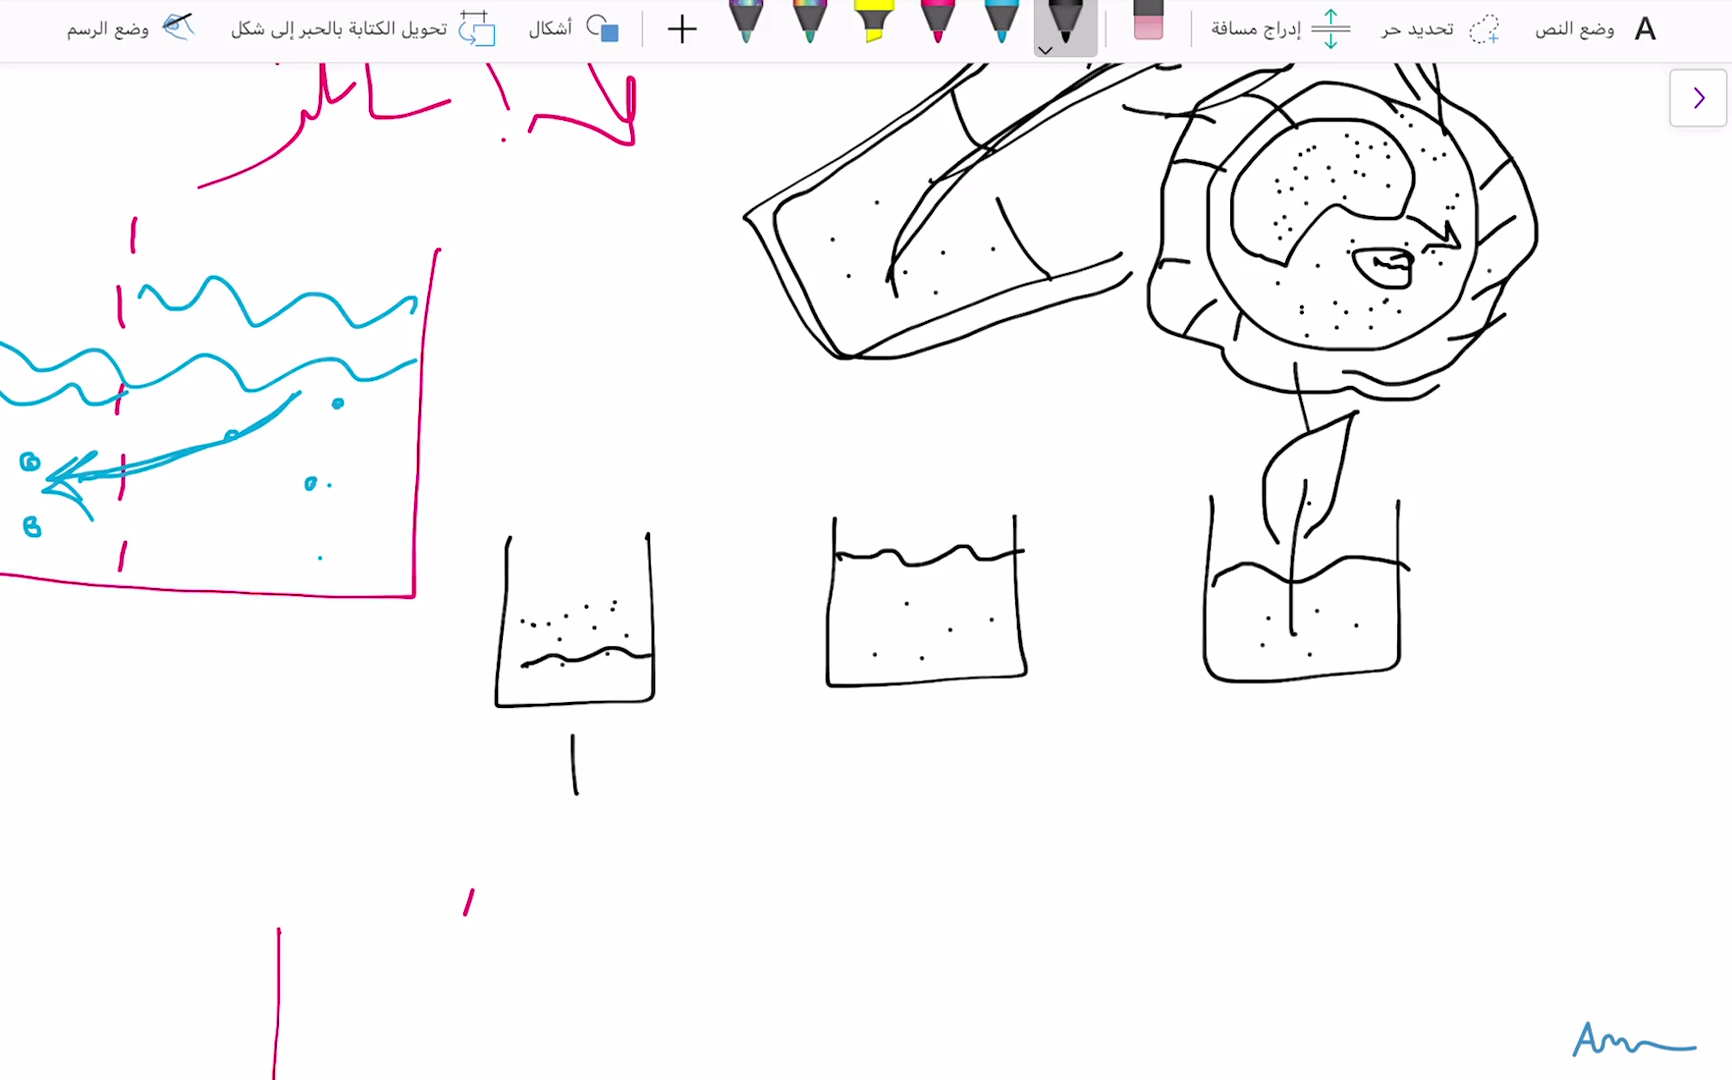 وضع الرسم تحويل الكتابة بالحبر إلى شكل أشكال إدراج مسافة تحديد حر وضع النص A